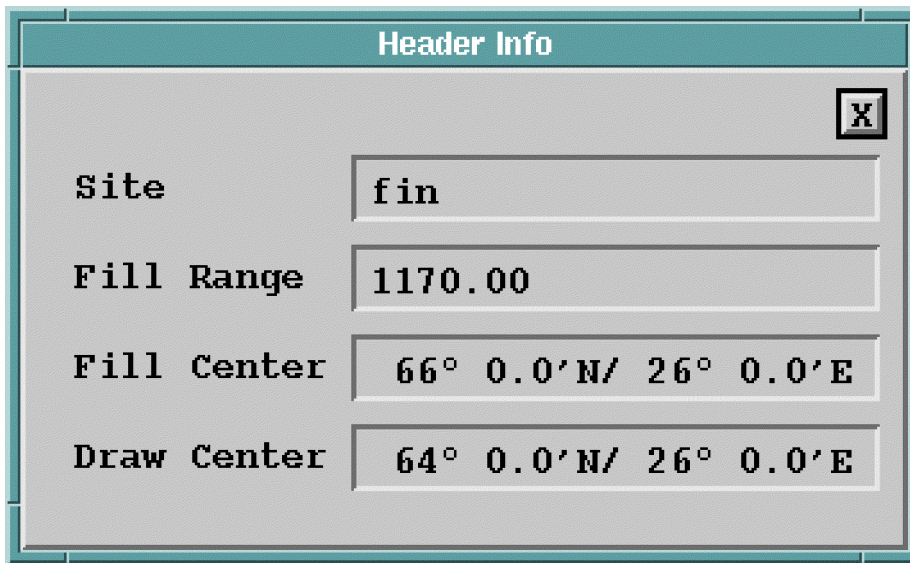 Header Info
X
Site fin
Fill Range 1170.00
Fill Center 66° 0.0'N/ 26° 0.0'E
Draw Center 64° 0.0'N/ 26° 0.0'E